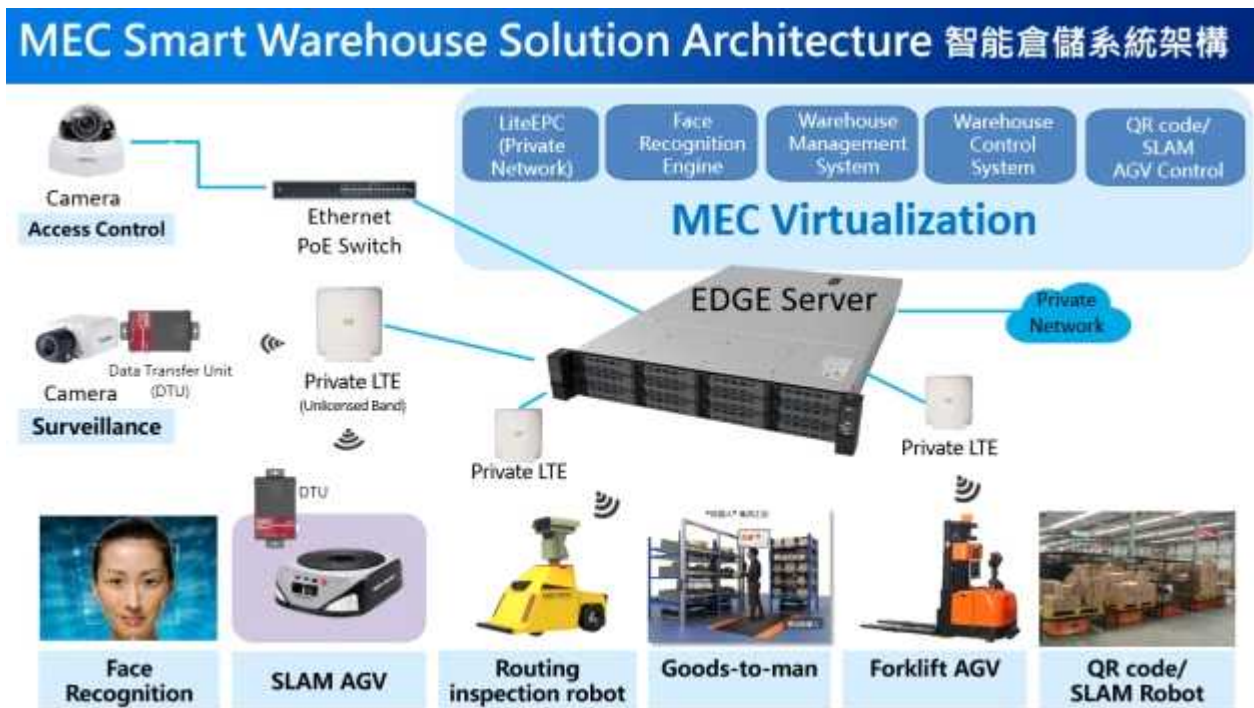 MEC Smart Warehouse Solution Architecture 智能倉儲系統架構
LiteEPC
(Private
Network)
Face
Recognition
Engine
Warehouse
Management
System
Warehouse
Control
System
QR code/
SLAM
AGV Control
MEC Virtualization
Camera
Access Control
Ethernet
PoE Switch
EDGE Server
Private
Network
Data Transfer Unit
(DTU)
Camera
Surveillance
Private LTE
(Unlicensed Band)
Private LTE
Private LTE
DTU
Face
Recognition
SLAM AGV
Routing
inspection robot
Goods-to-man
Forklift AGV
QR code/
SLAM Robot